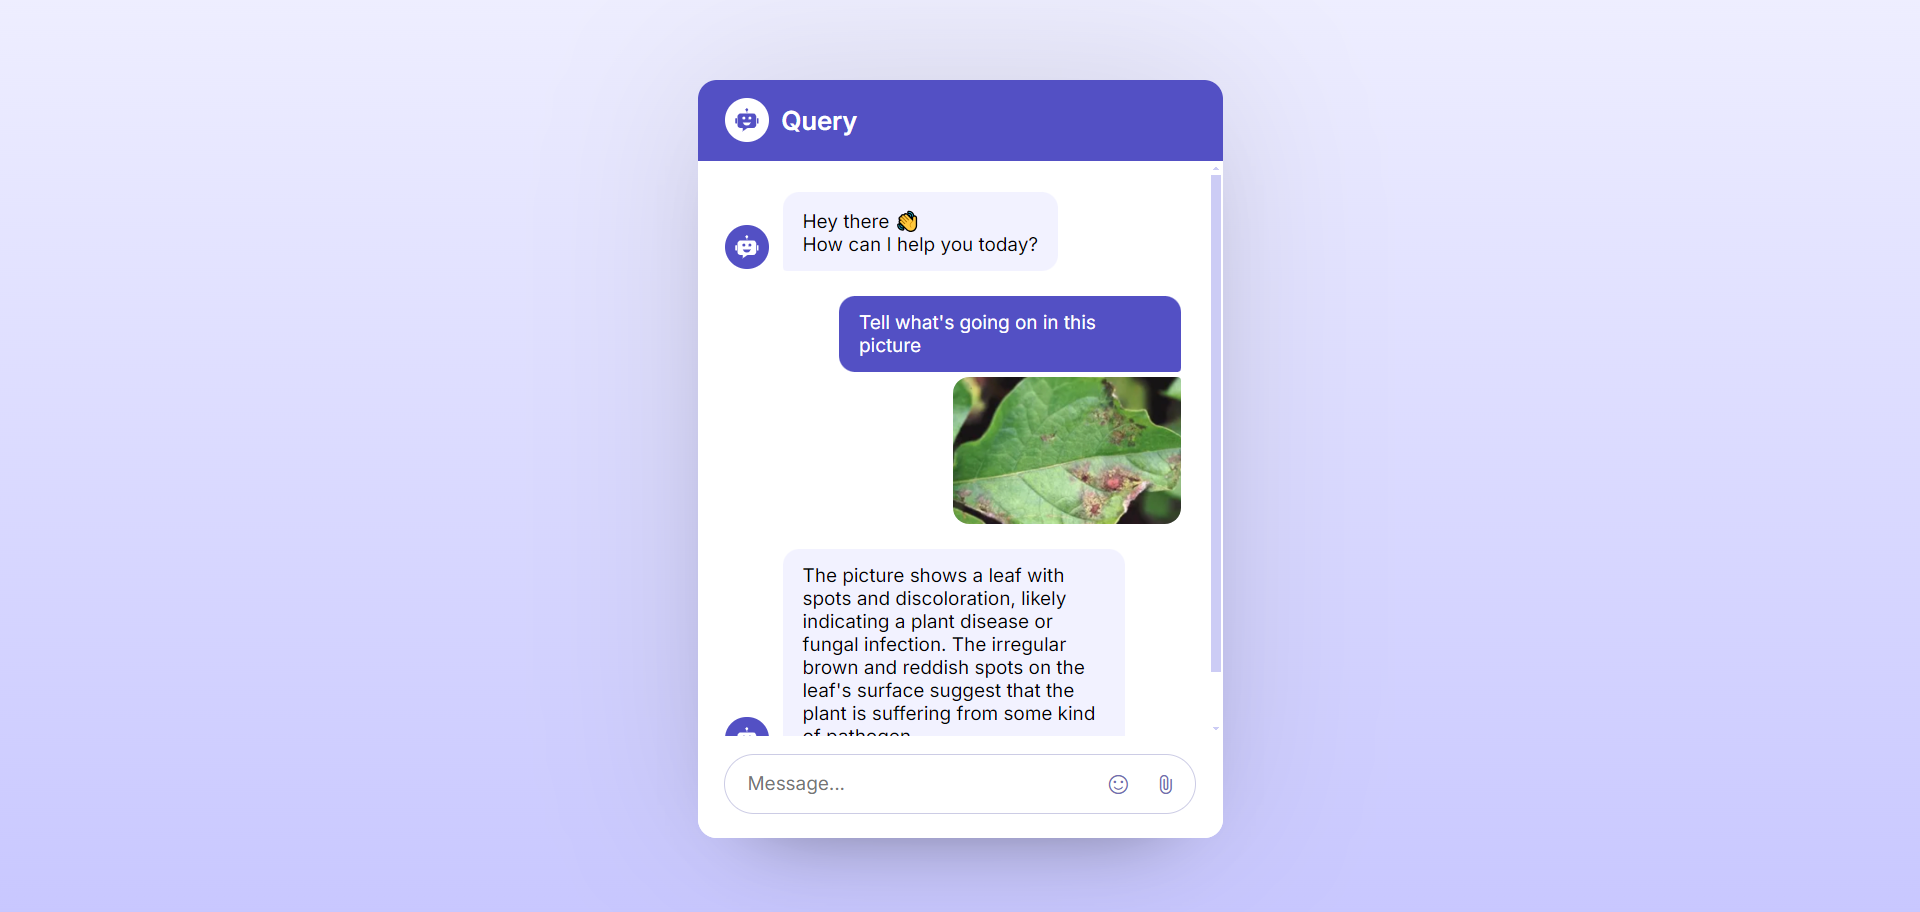 Query
Hey there 👋
How can I help you today?
Tell what's going on in this
picture
The picture shows a leaf with
spots and discoloration, likely
indicating a plant disease or
fungal infection. The irregular
brown and reddish spots on the
leaf's surface suggest that the
plant is suffering from some kind
of pathogen.
Message...